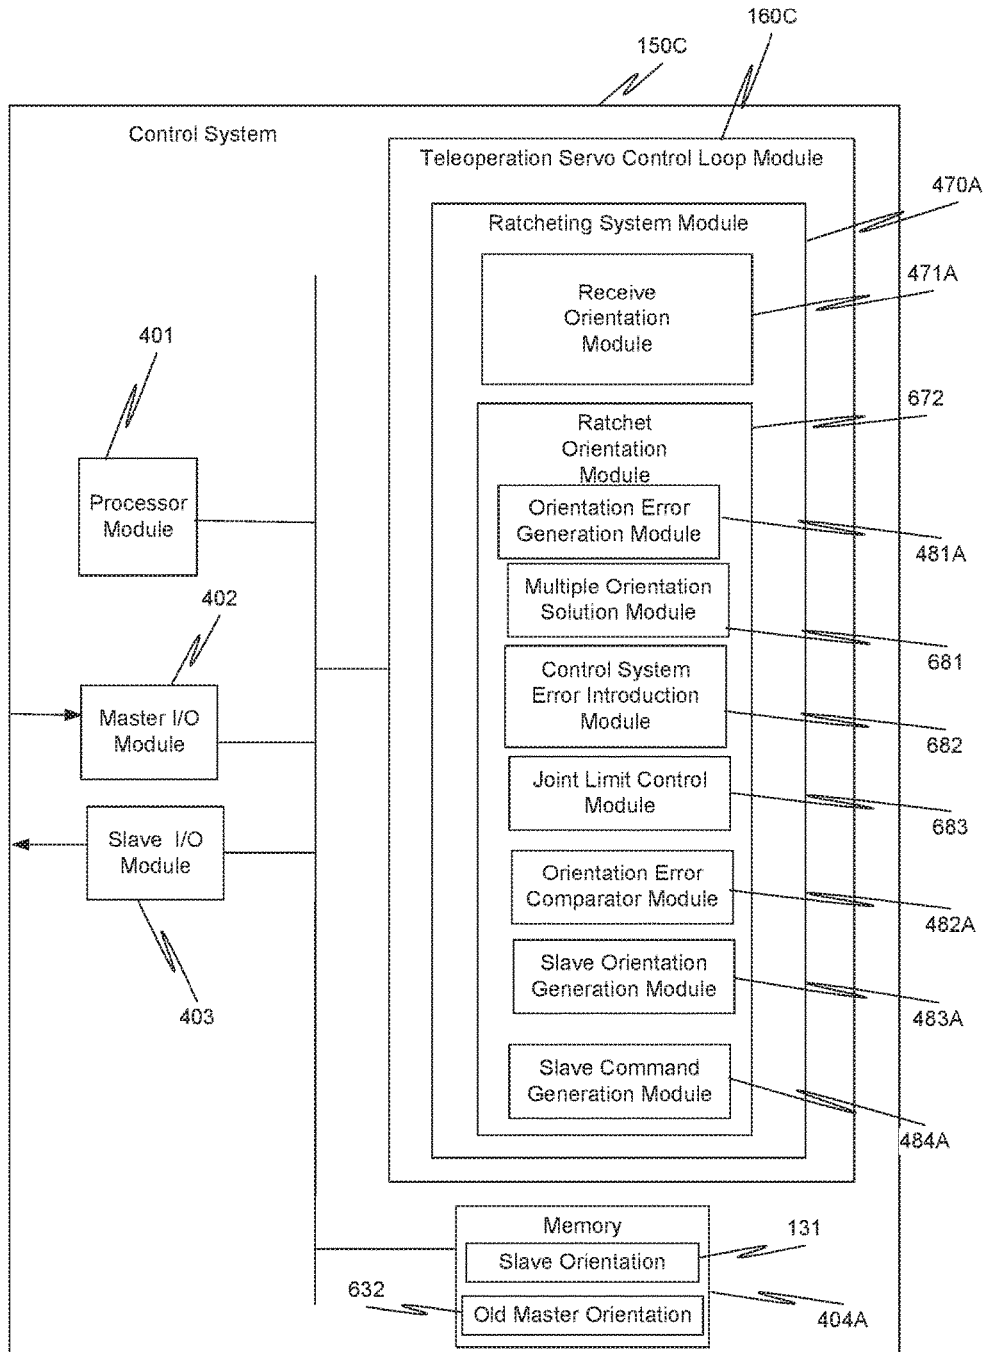 160C
150C
Control System
Teleoperation Servo Control Loop Module
470A
Ratcheting System Module
471A
Receive
Orientation
Module
401
672
Ratchet
Orientation
Module
Processor
Module
Orientation Error
Generation Module
481A
Multiple Orientation
Solution Module
402
681
Control System
Error Introduction
Module
Master I/O
Module
682
Joint Limit Control
Module
683
Slave I/O
Module
Orientation Error
Comparator Module
482A
Slave Orientation
Generation Module
403
483A
Slave Command
Generation Module
484A
Memory
131
Slave Orientation
632
Old Master Orientation
404A